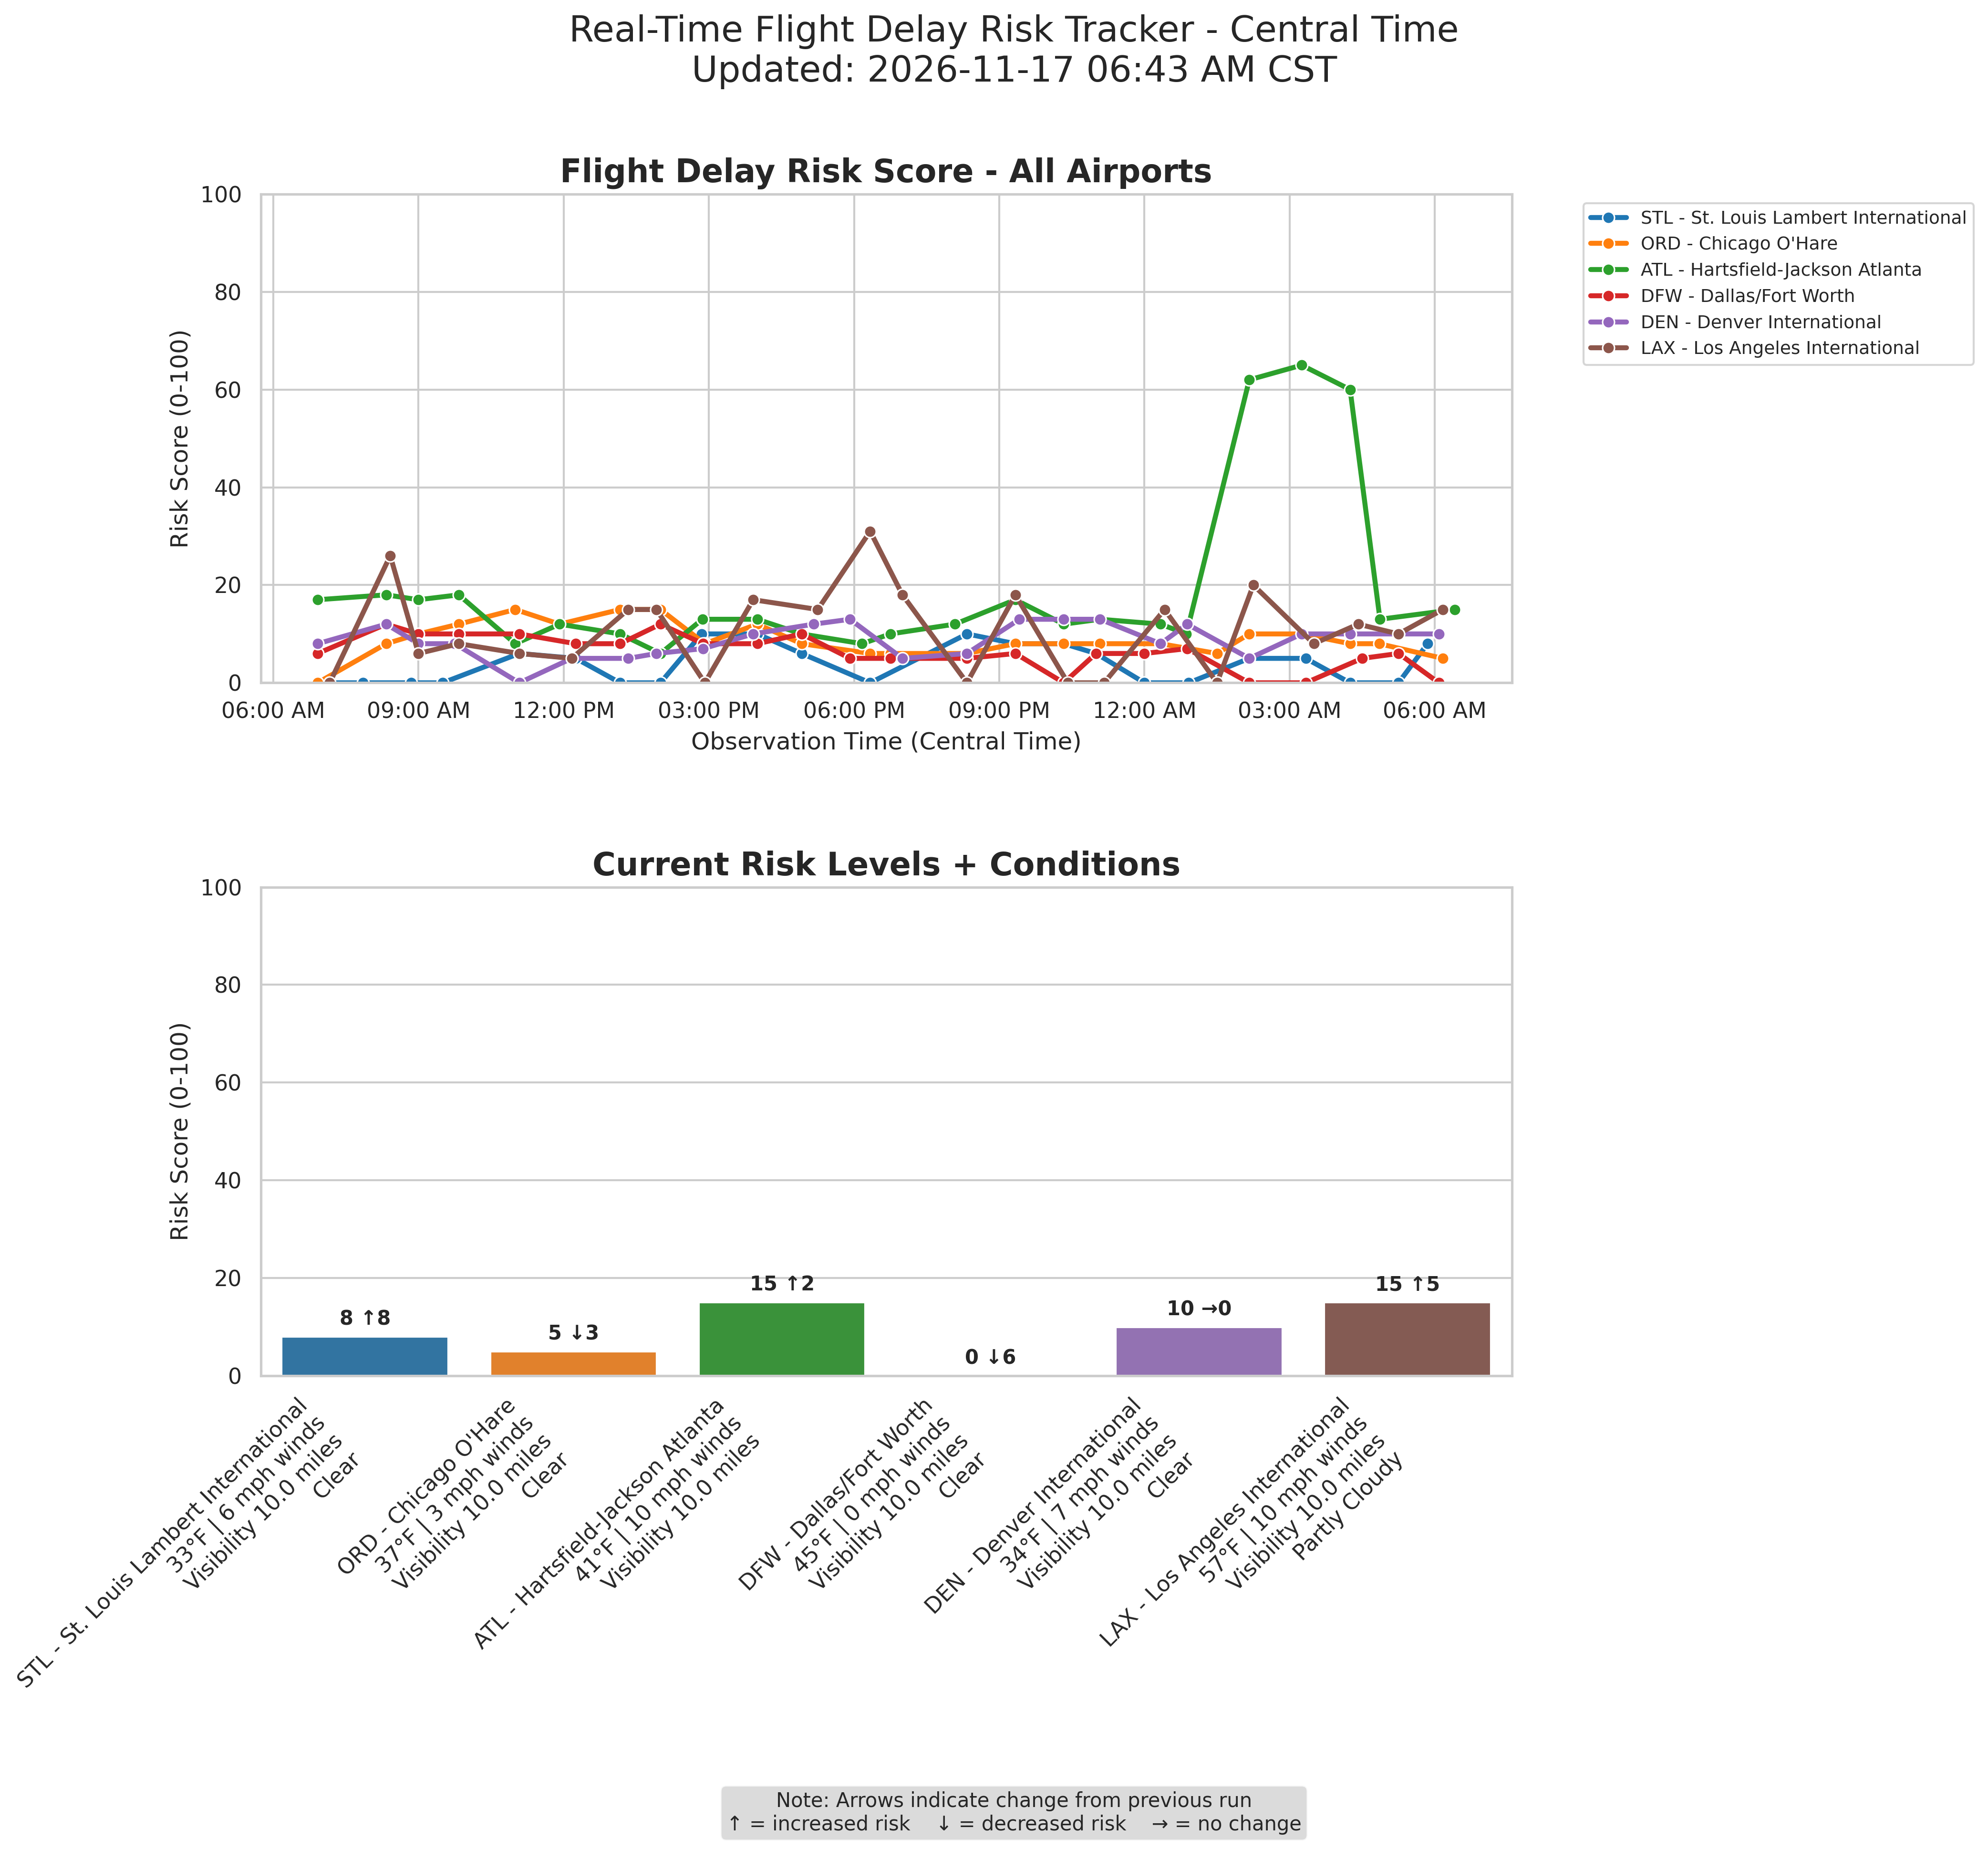 Real-Time Flight Delay Risk Tracker - Central Time
Updated: 2026-11-17 06:43 AM CST
Flight Delay Risk Score - All Airports
100
80
60
40
20
0
Risk Score (0-100)
06:00 AM
09:00 AM
12:00 PM
03:00 PM
06:00 PM
09:00 PM
12:00 AM
03:00 AM
06:00 AM
Observation Time (Central Time)
STL - St. Louis Lambert International
ORD - Chicago O'Hare
ATL - Hartsfield-Jackson Atlanta
DFW - Dallas/Fort Worth
DEN - Denver International
LAX - Los Angeles International
Current Risk Levels + Conditions
100
80
60
40
20
0
Risk Score (0-100)
8 ↑8
5 ↓3
15 ↑2
0 ↓6
10 →0
15 ↑5
STL - St. Louis Lambert International
33°F | 6 mph winds
Visibility 10.0 miles
Clear
ORD - Chicago O'Hare
37°F | 3 mph winds
Visibility 10.0 miles
Clear
ATL - Hartsfield-Jackson Atlanta
41°F | 10 mph winds
Visibility 10.0 miles
DFW - Dallas/Fort Worth
45°F | 0 mph winds
Visibility 10.0 miles
Clear
DEN - Denver International
34°F | 7 mph winds
Visibility 10.0 miles
Clear
LAX - Los Angeles International
57°F | 10 mph winds
Visibility 10.0 miles
Partly Cloudy
Note: Arrows indicate change from previous run
↑ = increased risk ↓ = decreased risk → = no change